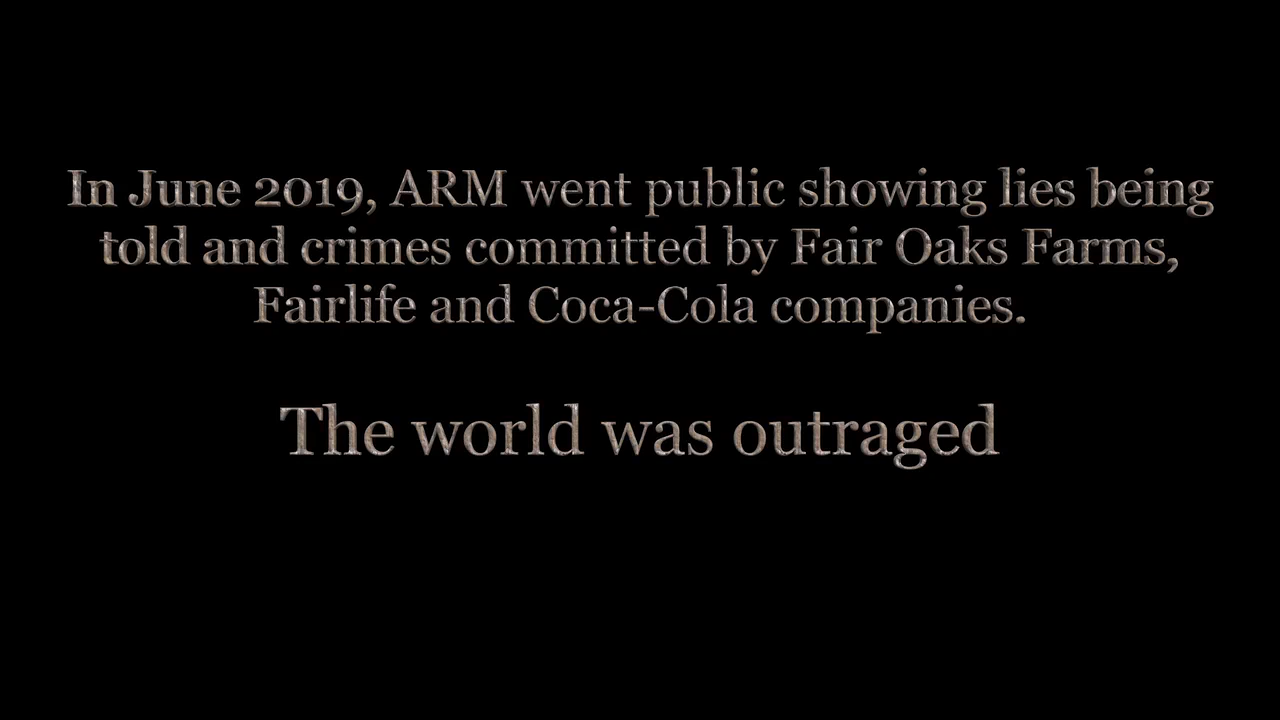 In June 2019, ARM went public showing lies being
told and crimes committed by Fair Oaks Farms,
Fairlife and Coca-Cola companies.
The world was outraged